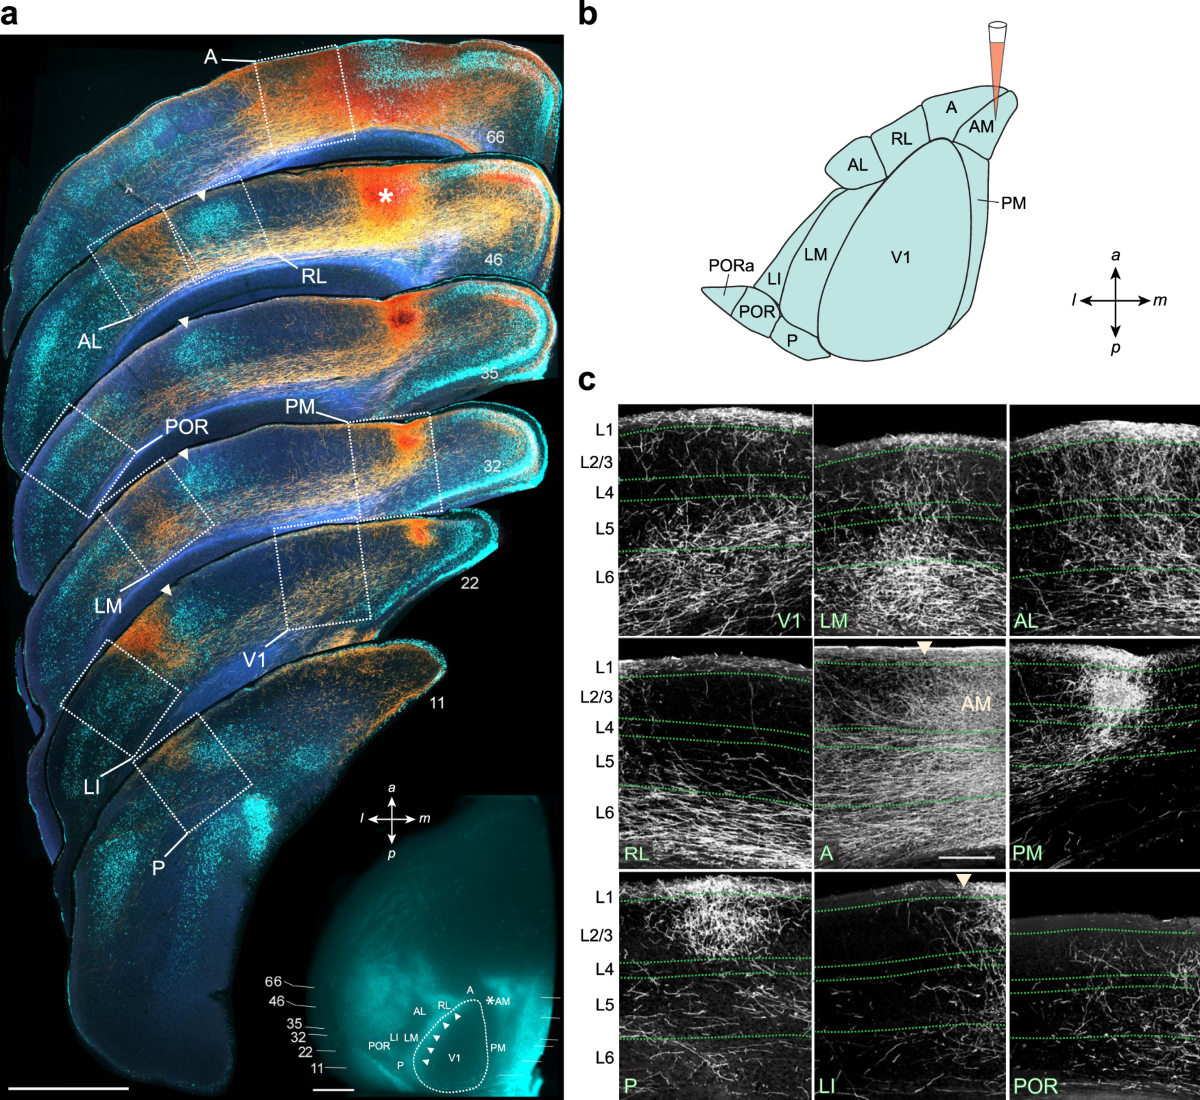 a
A
66
*
RL
46
AL
35
PM
POR
32
LM
22
V1
11
LI
P
a
l m
p
66
46
35
32
22
11
A
*AM
RL
AL
LI LM
POR
PM
V1
P
b
A
AM
RL
AL
PM
LM
V1
PORa
LI
POR
P
a
l m
p
c
L1
L2/3
L4
L5
L6
V1
LM
AL
L1
L2/3
L4
L5
L6
AM
RL
A
PM
L1
L2/3
L4
L5
L6
P
LI
POR